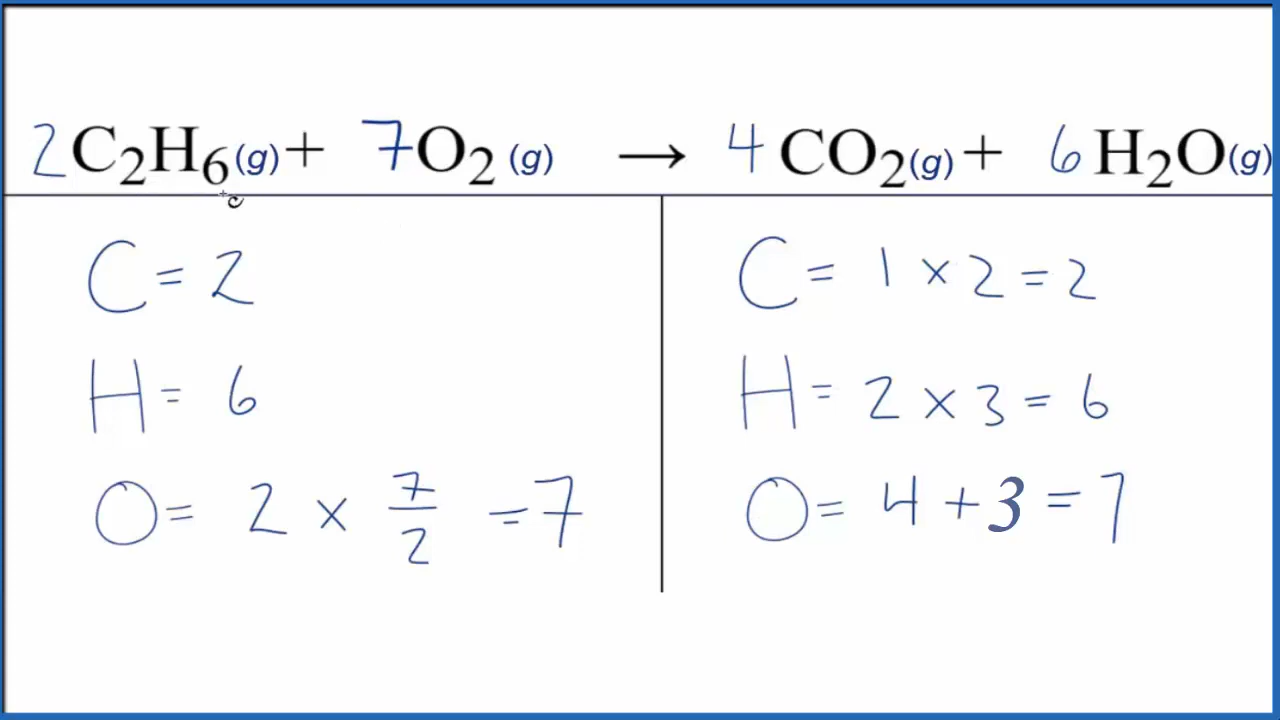 2C₂H₆(g) + 7O₂ (g) → 4CO₂(g) + 6H₂O(g)
C = 2
H = 6
O = 2 × 7/2 = 7
C = 1 × 2 = 2
H = 2 × 3 = 6
O = 4 + 3 = 7